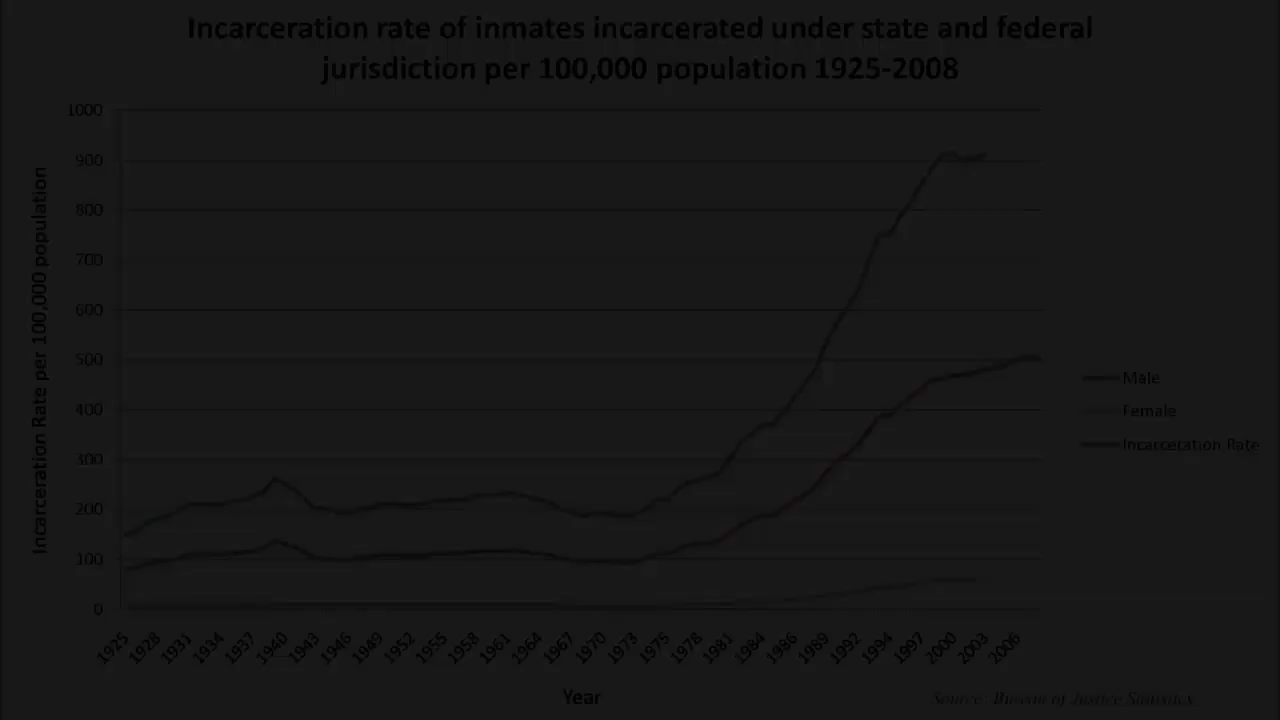 Incarceration rate of inmates incarcerated under state and federal
jurisdiction per 100,000 population 1925-2008
Incarceration Rate per 100,000 population
1000
900
800
700
600
500
400
300
200
100
0
1925 1928 1931 1934 1937 1940 1943 1946 1949 1952 1955 1958 1961 1964 1967 1970 1973 1975 1978 1981 1984 1986 1989 1992 1994 1997 2000 2003 2006
Year
Male
Female
Incarceration Rate
Source: Bureau of Justice Statistics